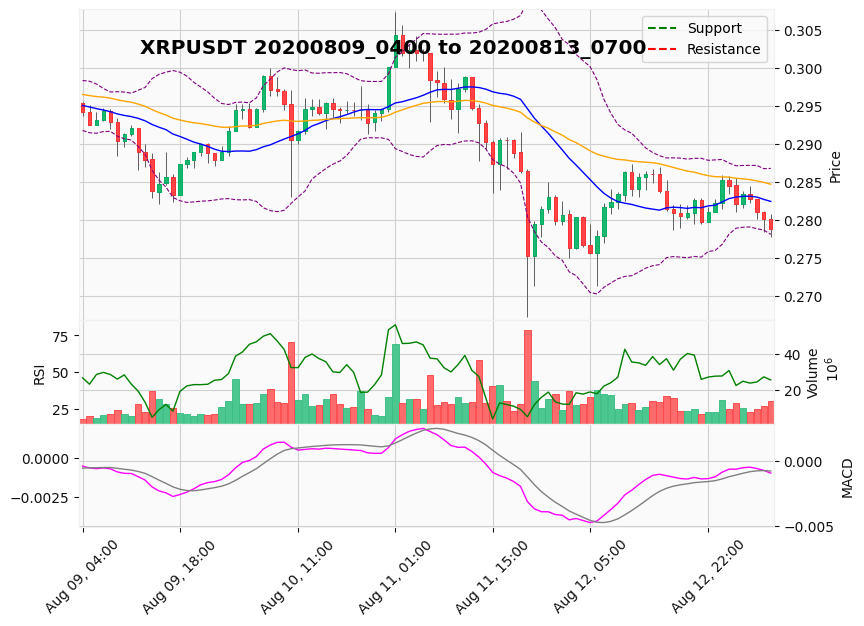 XRPUSDT 20200809_0400 to 20200813_0700
Support
Resistance
0.305
0.300
0.295
0.290
0.285
0.280
0.275
0.270
Price
75
50
25
RSI
40
20
Volume
10^6
0.0000
−0.0025
0.000
−0.005
MACD
Aug 09, 04:00
Aug 09, 18:00
Aug 10, 11:00
Aug 11, 01:00
Aug 11, 15:00
Aug 12, 05:00
Aug 12, 22:00